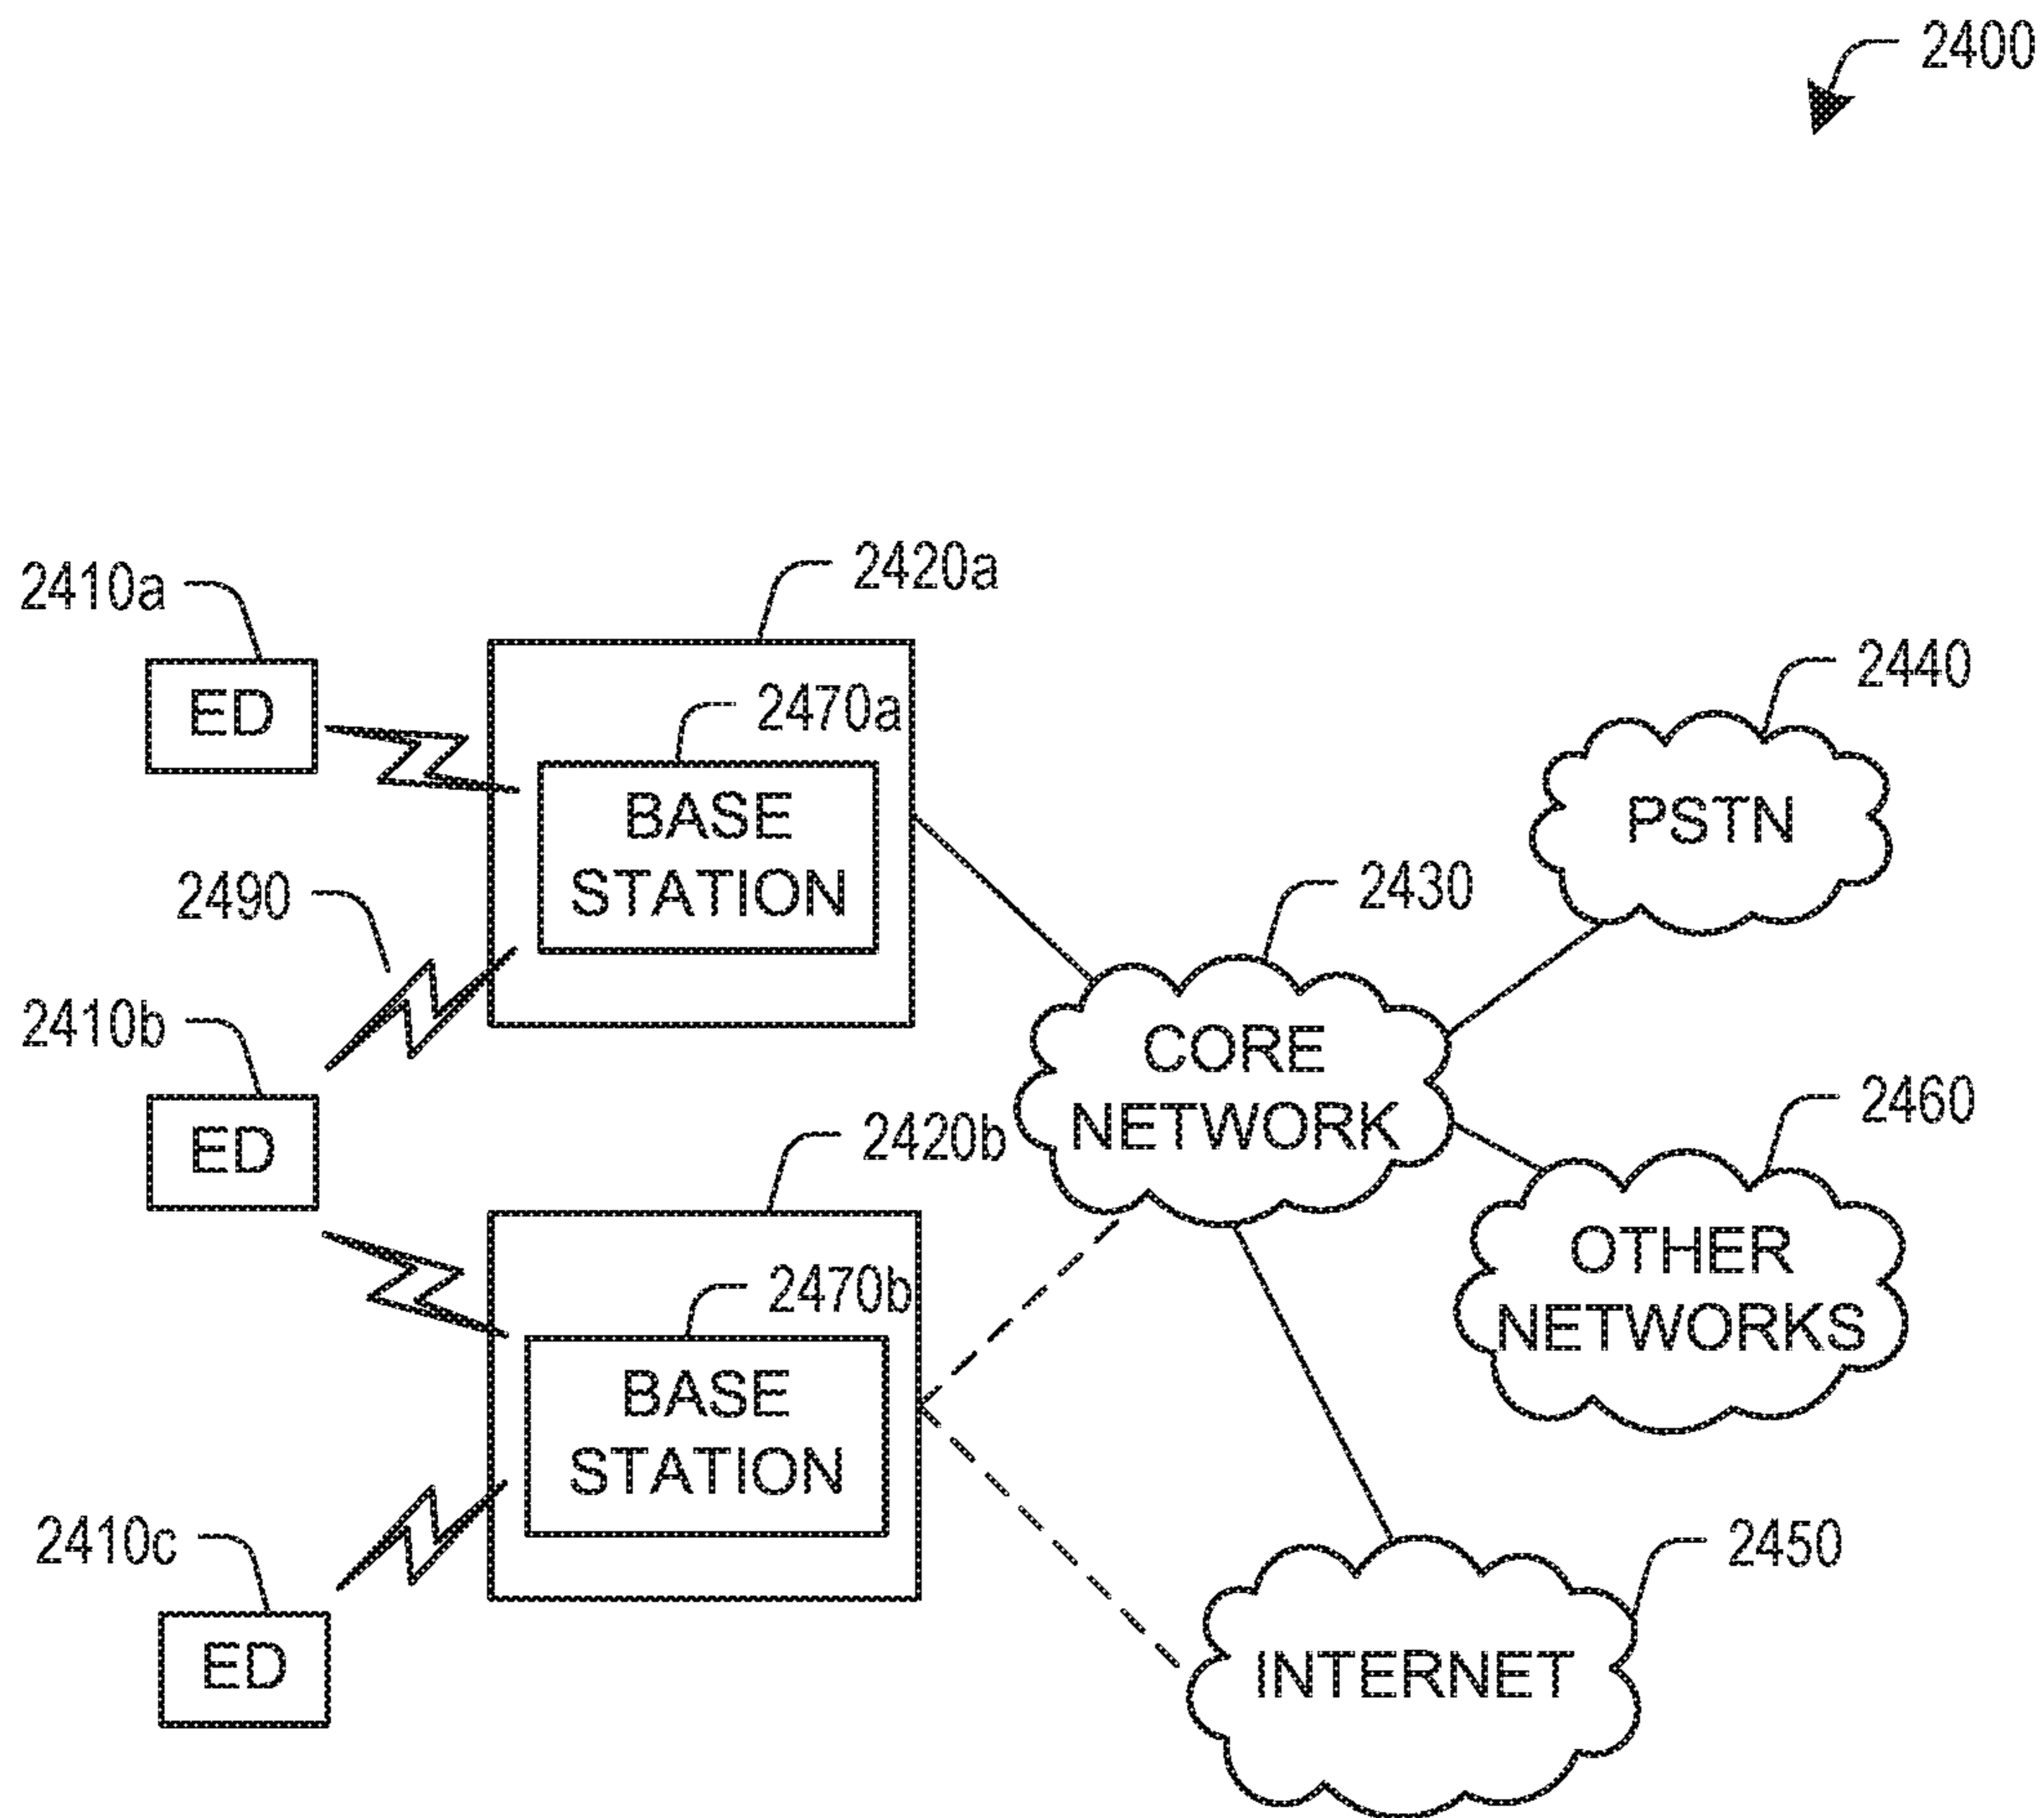 2400
2420a
2410a
ED
2470a
2440
BASE
STATION
PSTN
2490
2430
2410b
CORE
NETWORK
ED
2420b
2460
2470b
OTHER
NETWORKS
BASE
STATION
2410c
2450
ED
INTERNET